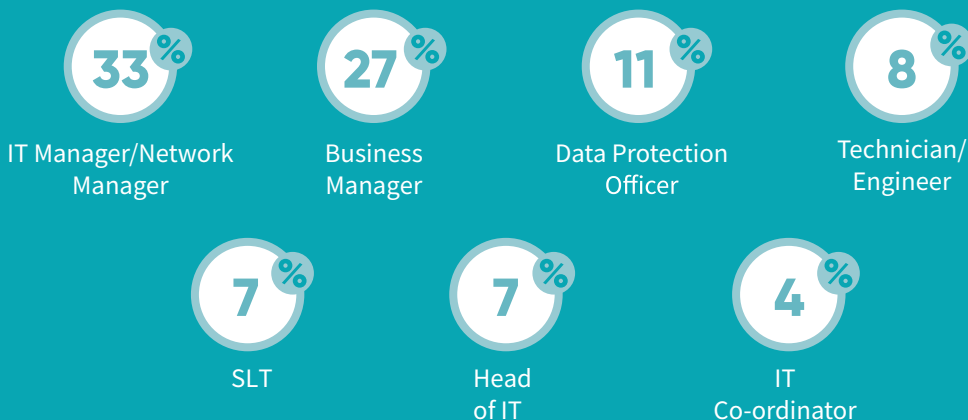 33%
27%
11%
8%
IT Manager/Network
Manager
Business
Manager
Data Protection
Officer
Technician/
Engineer
7%
7%
4%
SLT
Head
of IT
IT
Co-ordinator